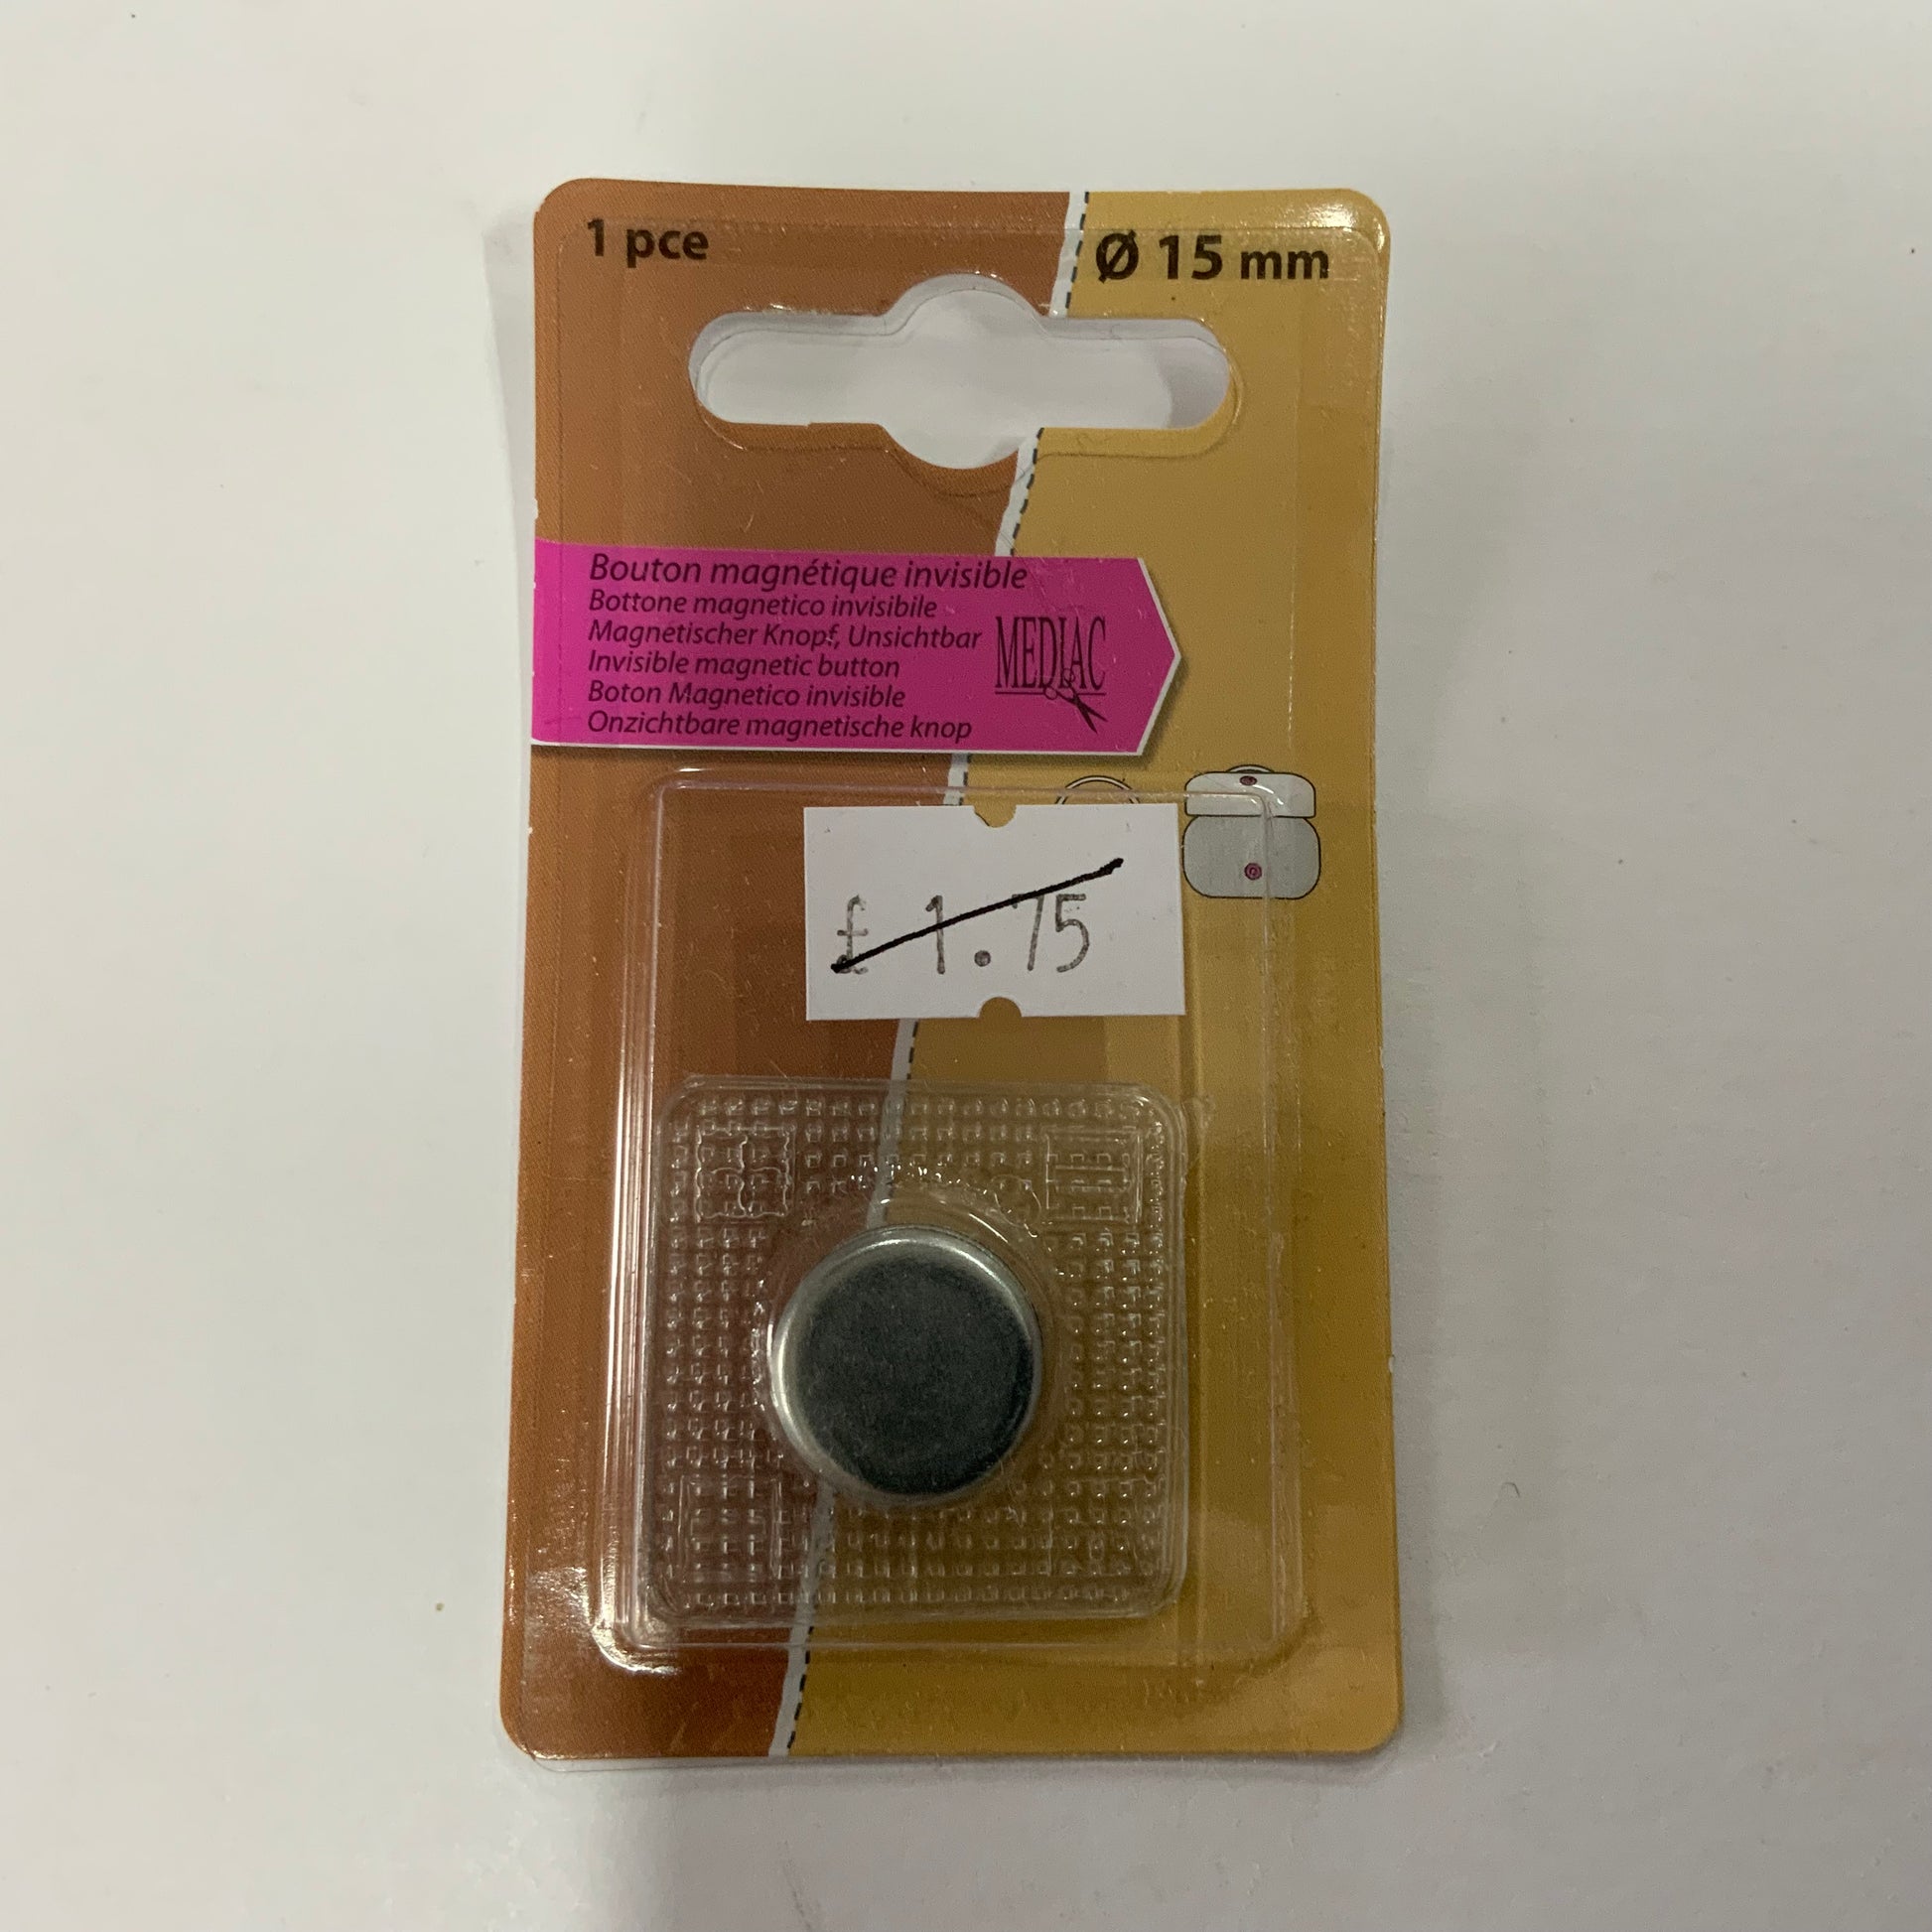 1 pce
Ø 15 mm
Bouton magnétique invisible
Bottone magnetico invisibile
Magnétischer Knopf, Unsichtbar
Invisible magnetic button
Boton Magnetico invisible
Onzichtbare magnetische knop
MEDIAC
£ 1.75